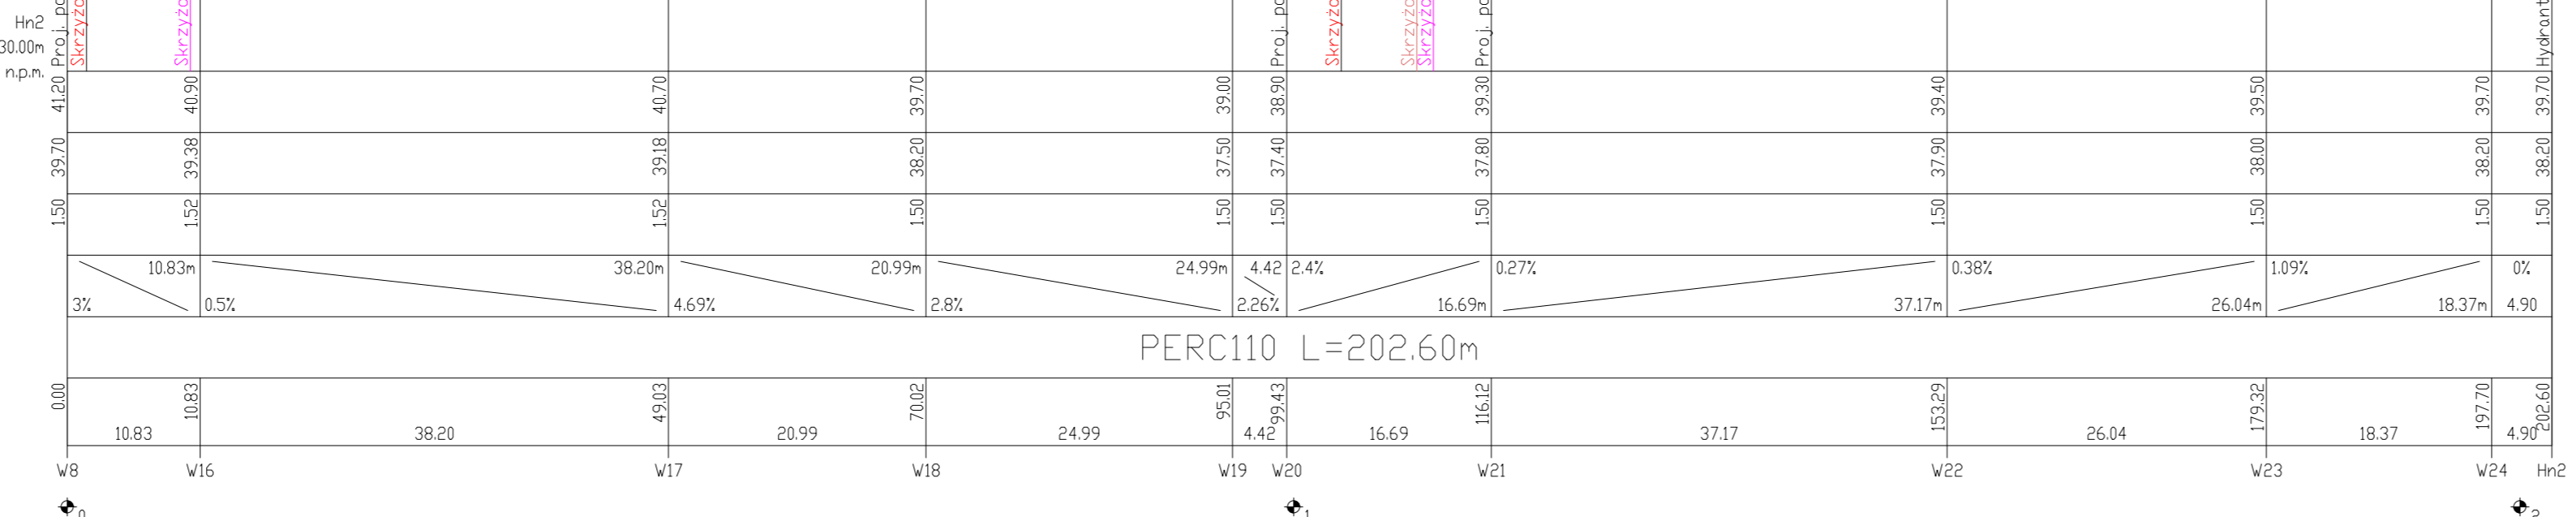 Hn2
30.00m
n.p.m.
Proj. Skrzyżo Skrzyżo Proj. Skrzyżo Skrzyżo Skrzyżo Proj. Hydrant
41.20 40.90 40.70 39.70 39.00 38.90 39.30 39.40 39.50 39.70 39.70
39.70 39.38 39.18 38.20 37.50 37.40 37.80 37.90 38.00 38.20 38.20
1.50 1.52 1.52 1.50 1.50 1.50 1.50 1.50 1.50 1.50 1.50
10.83m 38.20m 20.99m 24.99m 4.42 2.4% 0.27% 0.38% 1.09% 0%
3% 0.5% 4.69% 2.8% 2.26% 16.69m 37.17m 26.04m 18.37m 4.90
PERC110 L=202.60m
0.00 10.83 49.03 70.02 95.01 99.43 116.12 153.29 179.32 197.70 202.60
10.83 38.20 20.99 24.99 4.42 16.69 37.17 26.04 18.37 4.90
W8 W16 W17 W18 W19 W20 W21 W22 W23 W24 Hn2
0 1 2